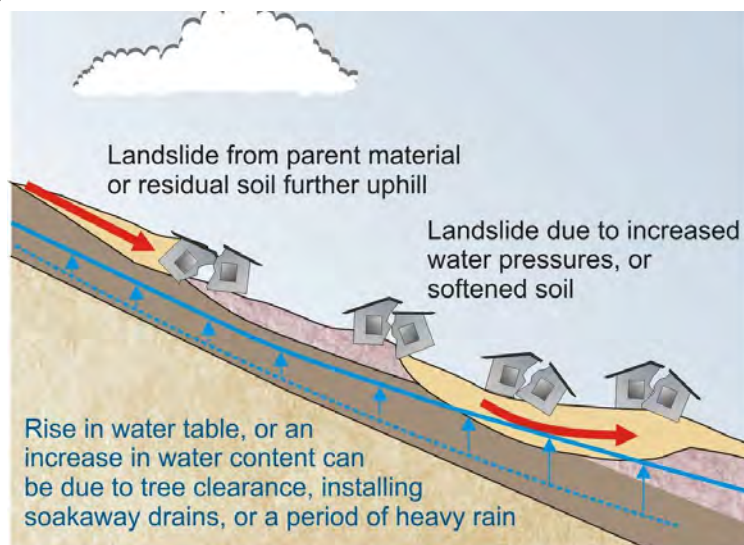 Landslide from parent material
or residual soil further uphill
Landslide due to increased
water pressures, or
softened soil
Rise in water table, or an
increase in water content can
be due to tree clearance, installing
soakaway drains, or a period of heavy rain